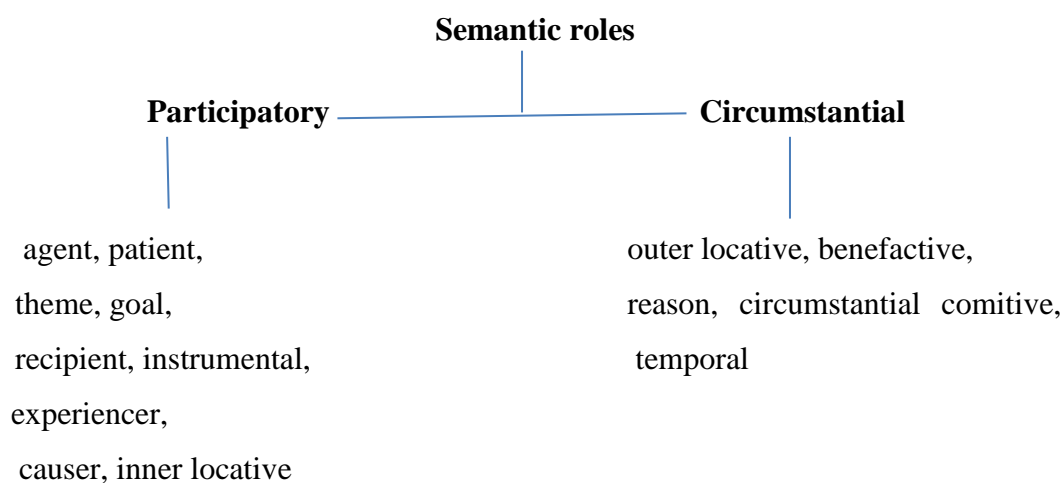 Semantic roles
Participatory
Circumstantial
agent, patient,
theme, goal,
recipient, instrumental,
experiencer,
causer, inner locative
outer locative, benefactive,
reason, circumstantial comitive,
temporal